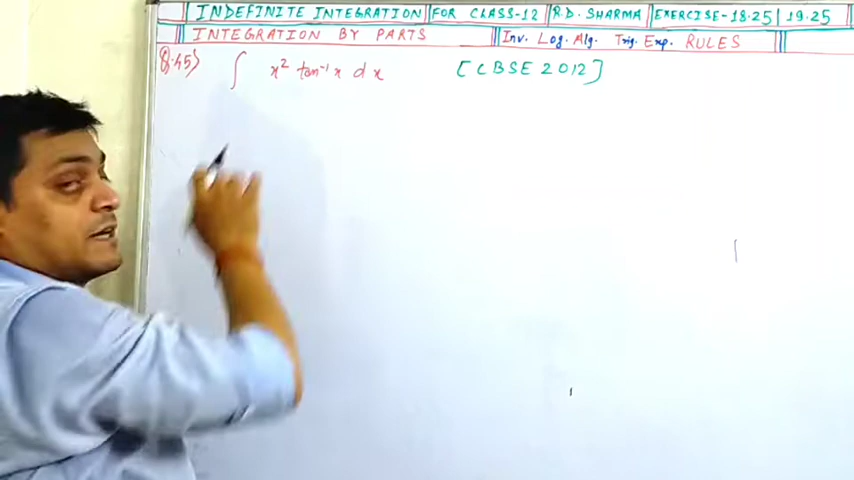 INDEFINITE INTEGRATION FOR CLASS-12 R.D. SHARMA EXERCISE-18.25 | 19.25
INTEGRATION BY PARTS Inv. Log. Alg. Trig. Exp. RULES
Q.45) ∫ x² tan⁻¹x dx [CBSE 2012]